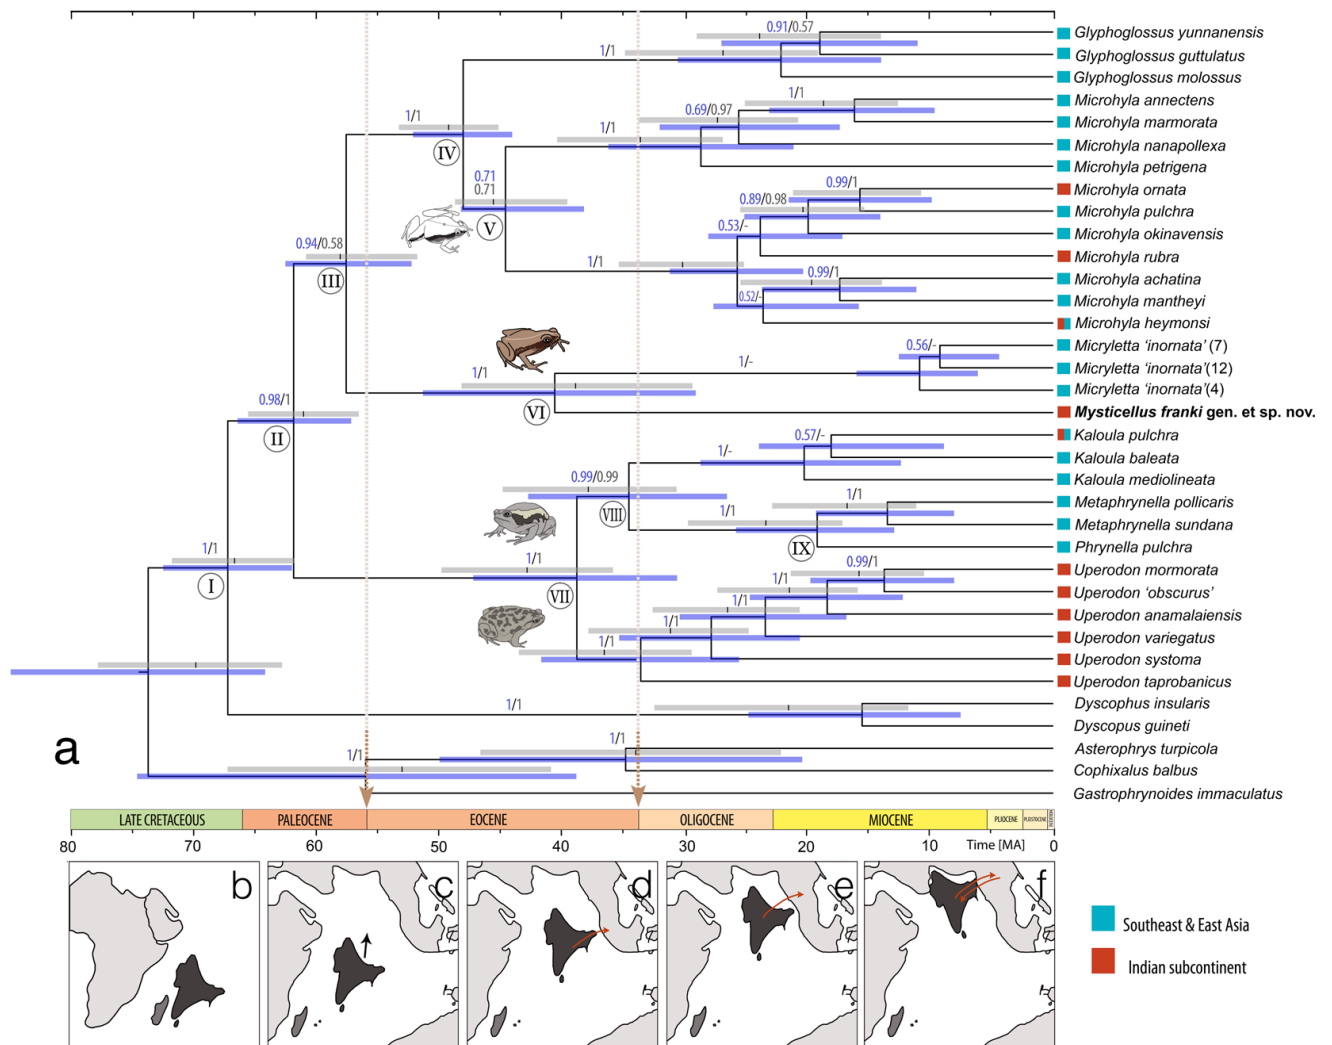 0.91/0.57
Glyphoglossus yunnanensis
1/1
Glyphoglossus guttulatus
Glyphoglossus molossus
1/1
Microhyla annectens
1/1
0.69/0.97
Microhyla marmorata
1/1
IV
Microhyla nanapollexa
Microhyla petrigena
0.71
0.71
0.99/1
Microhyla ornata
0.89/0.98
Microhyla pulchra
V
0.53/-
Microhyla okinavensis
0.94/0.58
III
Microhyla rubra
1/1
0.99/1
Microhyla achatina
0.52/-
Microhyla mantheyi
Microhyla heymonsi
0.56/-
Micryletta ‘inornata’(7)
1/1
1/-
Micryletta ‘inornata’(12)
Micryletta ‘inornata’(4)
0.98/1
VI
Mysticellus franki gen. et sp. nov.
II
0.57/-
Kaloula pulchra
1/-
Kaloula baleata
0.99/0.99
Kaloula mediolineata
1/1
Metaphrynella pollicaris
VIII
1/1
Metaphrynella sundana
1/1
IX
Phrynella pulchra
I
1/1
0.99/1
Uperodon mormorata
VII
1/1
Uperodon ‘obscurus’
1/1
Uperodon anamalaiensis
1/1
Uperodon variegatus
1/1
Uperodon systoma
Uperodon taprobanicus
1/1
Dyscophus insularis
Dyscopus guineti
a
1/1
1/1
Asterophrys turpicola
Cophixalus balbus
Gastrophrynoides immaculatus
LATE CRETACEOUS PALEOCENE EOCENE OLIGOCENE MIOCENE PLIOCENE PLEISTOCENE
80 70 60 50 40 30 20 10 Time [MA] 0
b c d e f
Southeast & East Asia
Indian subcontinent